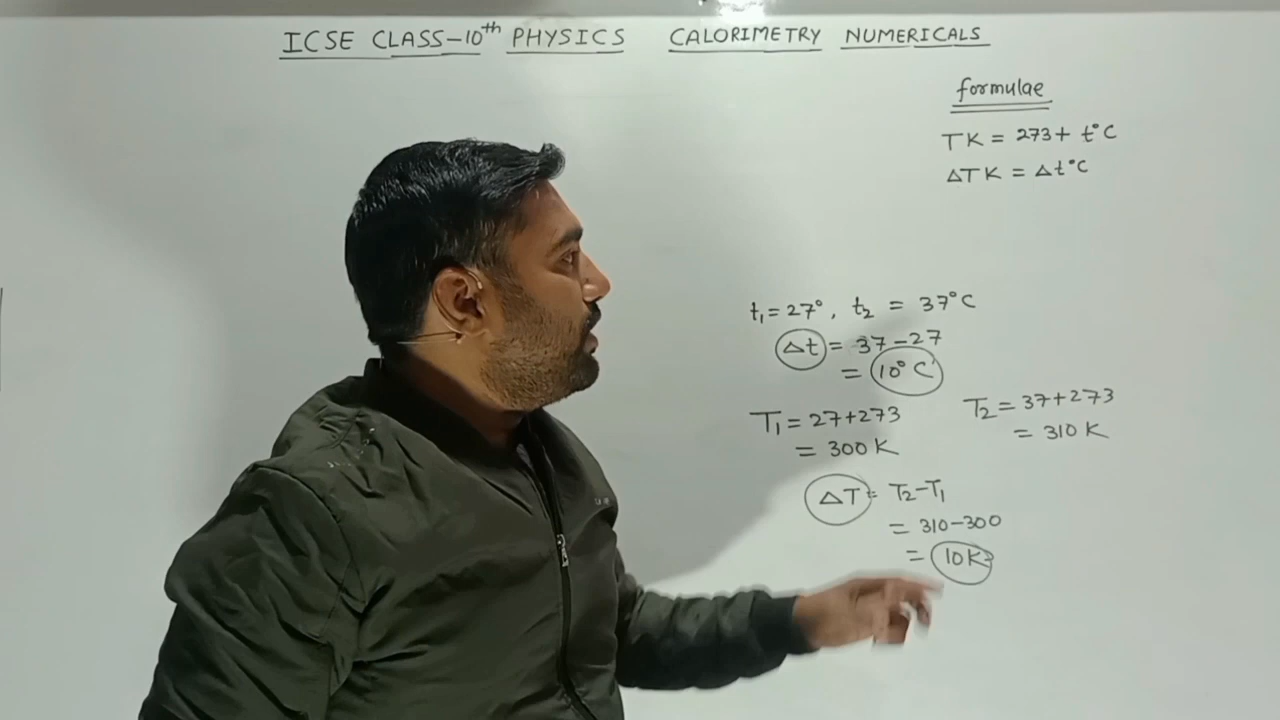 ICSE CLASS-10th PHYSICS CALORIMETRY NUMERICALS
formulae
TK = 273 + t°C
ΔTK = Δt°C
t₁ = 27°, t₂ = 37°C
Δt = 37-27
= 10°C
T₁ = 27+273
= 300 K
T₂ = 37+273
= 310 K
ΔT = T₂-T₁
= 310-300
= 10K